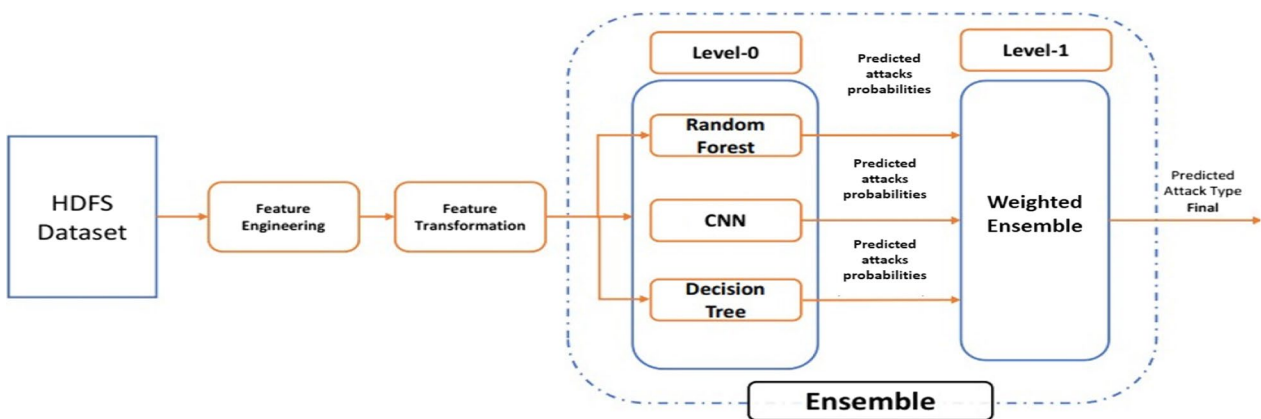 HDFS
Dataset
Feature
Engineering
Feature
Transformation
Level-0
Random
Forest
CNN
Decision
Tree
Predicted
attacks
probabilities
Predicted
attacks
probabilities
Predicted
attacks
probabilities
Level-1
Weighted
Ensemble
Predicted
Attack Type
Final
Ensemble